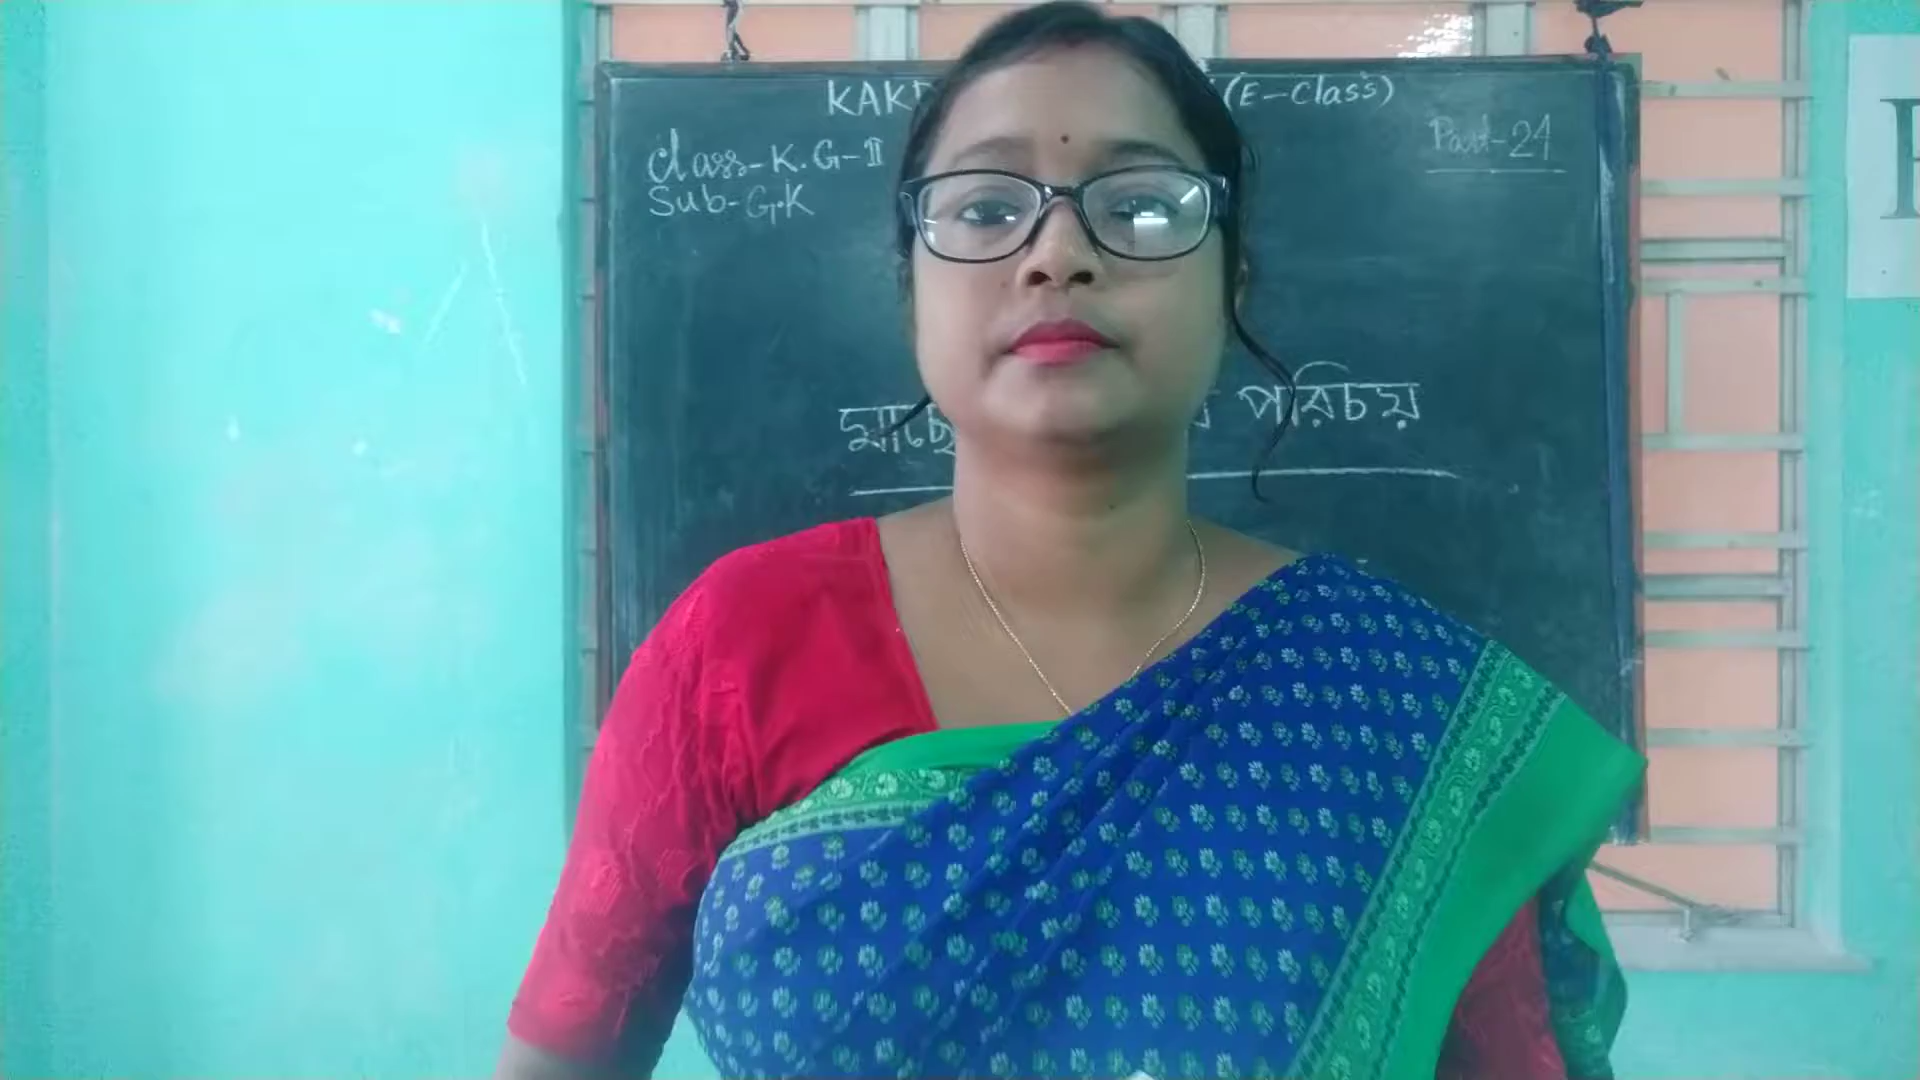 KAK (E-Class)
Part-24
Class-K.G-II
Sub-G.K
মাছে পরিচয়